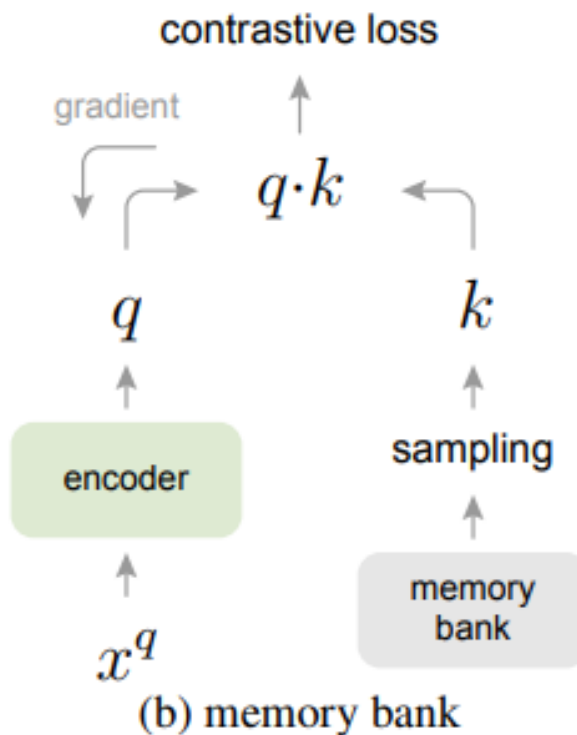 contrastive loss
gradient
q·k
q
k
encoder
sampling
memory
bank
x^q
(b) memory bank